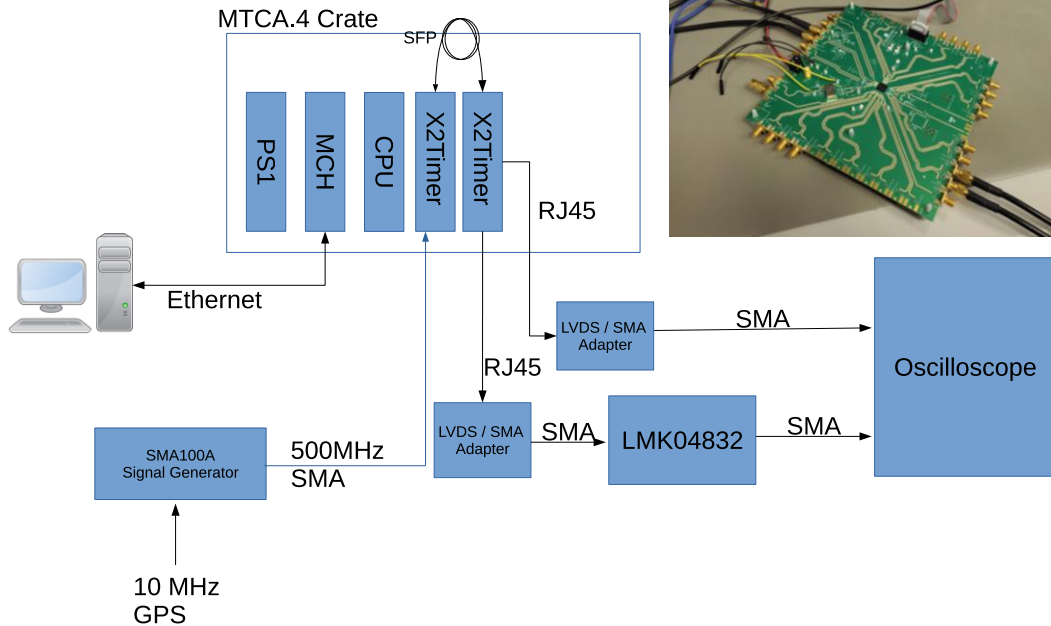 MTCA.4 Crate
SFP
PS1
MCH
CPU
X2Timer
X2Timer
RJ45
Ethernet
LVDS / SMA
Adapter
SMA
Oscilloscope
RJ45
LVDS / SMA
Adapter
SMA
LMK04832
SMA
SMA100A
Signal Generator
500MHz
SMA
10 MHz
GPS